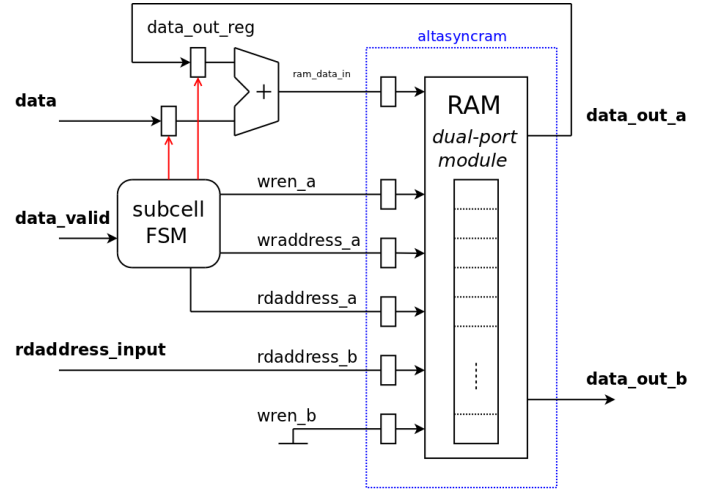 data_out_reg
altasyncram
ram_data_in
data
+
RAM
dual-port
module
data_out_a
wren_a
subcell
FSM
data_valid
wraddress_a
rdaddress_a
rdaddress_input
rdaddress_b
data_out_b
wren_b